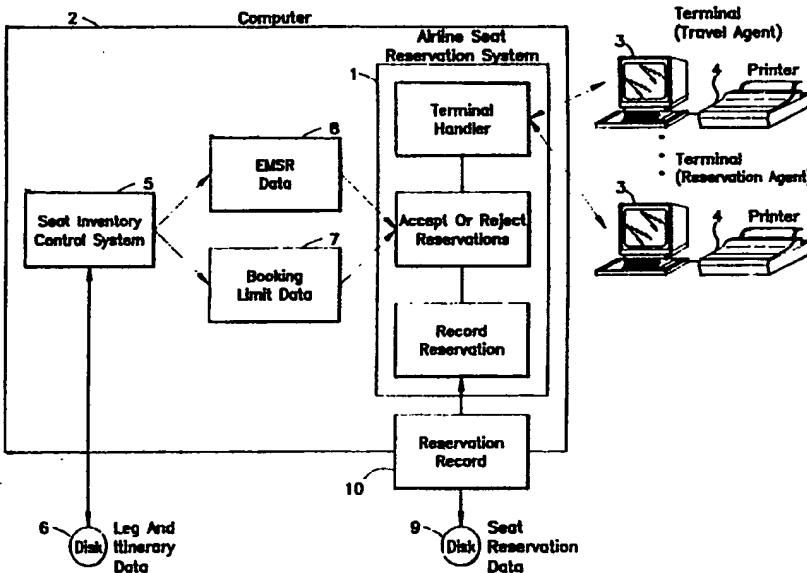 2
Computer
Airline Seat
Reservation System
1
Terminal
Handler
Accept Or Reject
Reservations
Record
Reservation
8
EMSR
Data
5
Seat Inventory
Control System
7
Booking
Limit Data
Reservation
Record
10
6
Disk
Leg And
Itinerary
Data
9
Disk
Seat
Reservation
Data
Terminal
(Travel Agent)
3
4
Printer
Terminal
(Reservation Agent)
3
4
Printer